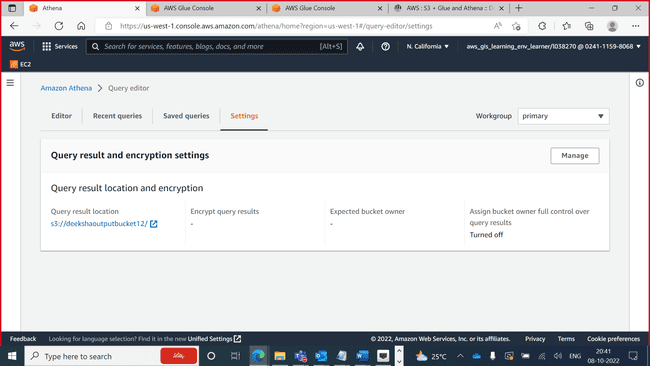 Athena
AWS Glue Console
AWS Glue Console
AWS : S3 + Glue and Athena :: D
https://us-west-1.console.aws.amazon.com/athena/home?region=us-west-1#/query-editor/settings
aws
Services
Search for services, features, blogs, docs, and more
[Alt+S]
N. California
aws_gis_learning_env_learner/l038270 @ 0241-1159-8068
EC2
Amazon Athena
Query editor
Editor
Recent queries
Saved queries
Settings
Workgroup
primary
Query result and encryption settings
Manage
Query result location and encryption
Query result location
s3://deekshaoutputbucket12/
Encrypt query results
-
Expected bucket owner
-
Assign bucket owner full control over
query results
Turned off
Feedback
Looking for language selection? Find it in the new Unified Settings
© 2022, Amazon Web Services, Inc. or its affiliates.
Privacy
Terms
Cookie preferences
Type here to search
25°C
ENG
20:41
08-10-2022